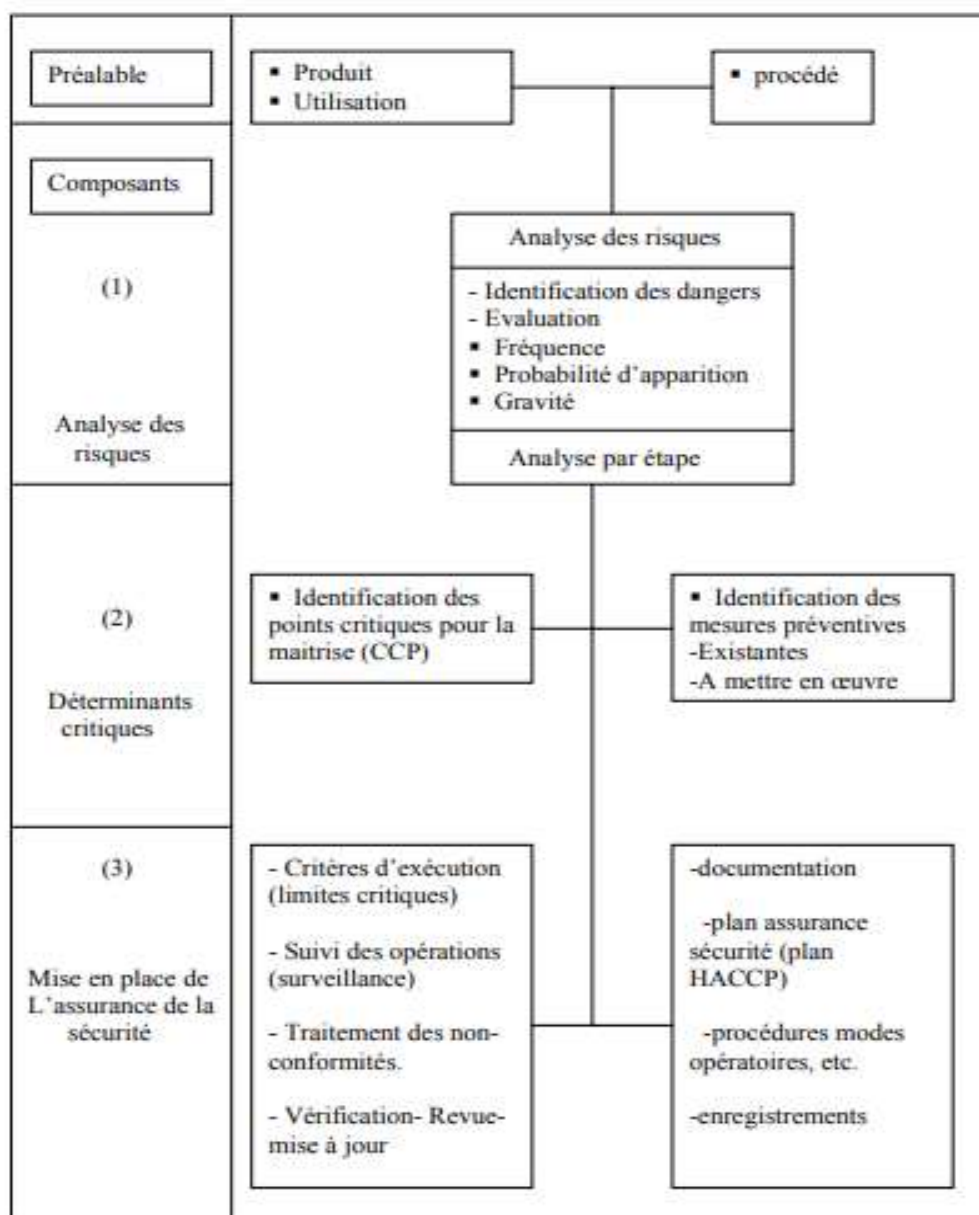 Préalable
▪ Produit
▪ Utilisation
▪ procédé
Composants
(1)
Analyse des
risques
Analyse des risques
- Identification des dangers
- Evaluation
▪ Fréquence
▪ Probabilité d’apparition
▪ Gravité
Analyse par étape
(2)
Déterminants
critiques
▪ Identification des
points critiques pour la
maitrise (CCP)
▪ Identification des
mesures préventives
-Existantes
-A mettre en œuvre
(3)
Mise en place de
L’assurance de la
sécurité
- Critères d’exécution
(limites critiques)
- Suivi des opérations
(surveillance)
- Traitement des non-
conformités.
- Vérification- Revue-
mise à jour
-documentation
-plan assurance
sécurité (plan
HACCP)
-procédures modes
opératoires, etc.
-enregistrements